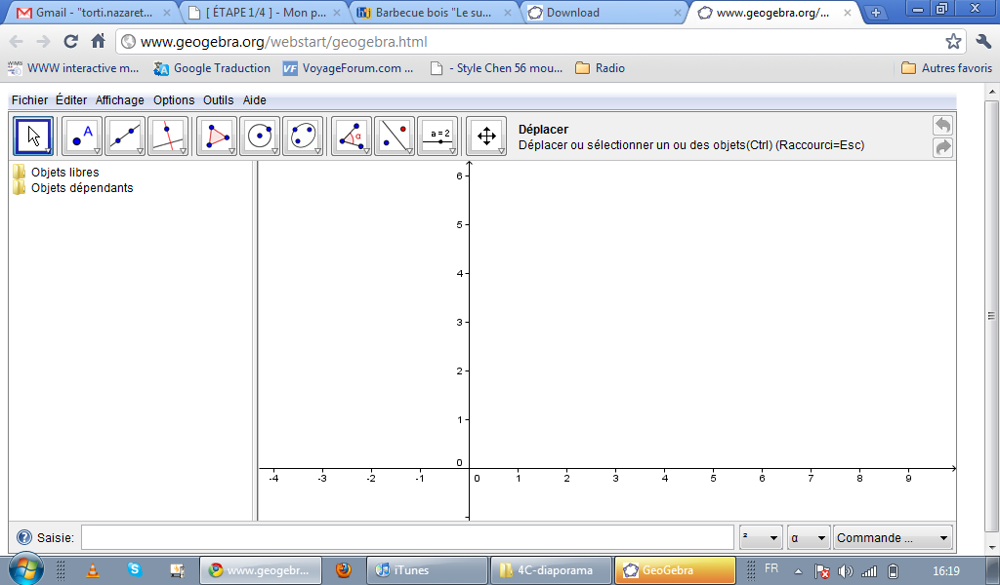 Gmail - "torti.nazaret...
[ ÉTAPE 1/4 ] - Mon p...
Barbecue bois "Le su...
Download
www.geogebra.org/...
www.geogebra.org/webstart/geogebra.html
WWW interactive m...
Google Traduction
VF VoyageForum.com ...
- Style Chen 56 mou...
Radio
Autres favoris
Fichier Éditer Affichage Options Outils Aide
A
α
a = 2
Déplacer
Déplacer ou sélectionner un ou des objets(Ctrl) (Raccourci=Esc)
Objets libres
Objets dépendants
6
5
4
3
2
1
0
-4 -3 -2 -1 0 1 2 3 4 5 6 7 8 9
Saisie:
²
α
Commande ...
www.geogebr...
iTunes
4C-diaporama
GeoGebra
FR
16:19